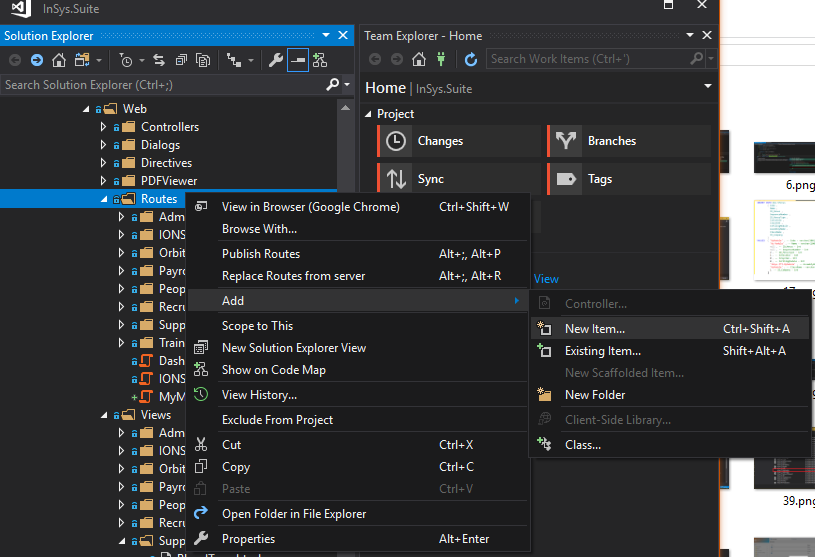 InSys.Suite
Solution Explorer
Search Solution Explorer (Ctrl+;)
Web
Controllers
Dialogs
Directives
PDFViewer
Routes
Adm
IONS
Orbit
Payro
Peop
Recru
Supp
Train
Dash
IONS
MyM
Views
Adm
IONS
Orbit
Payro
Peop
Recru
Supp
Team Explorer - Home
Search Work Items (Ctrl+')
Home | InSys.Suite
Project
Changes
Branches
Sync
Tags
View
View in Browser (Google Chrome) Ctrl+Shift+W
Browse With...
Publish Routes Alt+;, Alt+P
Replace Routes from server Alt+;, Alt+R
Add
Scope to This
New Solution Explorer View
Show on Code Map
View History...
Exclude From Project
Cut Ctrl+X
Copy Ctrl+C
Paste Ctrl+V
Open Folder in File Explorer
Properties Alt+Enter
Controller...
New Item... Ctrl+Shift+A
Existing Item... Shift+Alt+A
New Scaffolded Item...
New Folder
Client-Side Library...
Class...
6.png
39.png